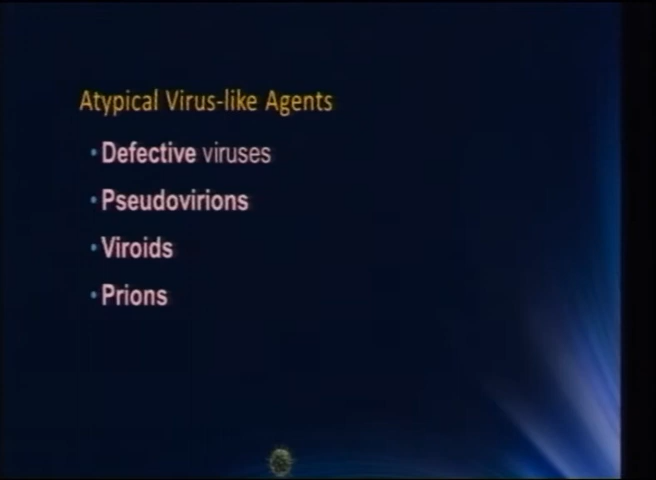 Atypical Virus-like Agents
•Defective viruses
•Pseudovirions
•Viroids
•Prions